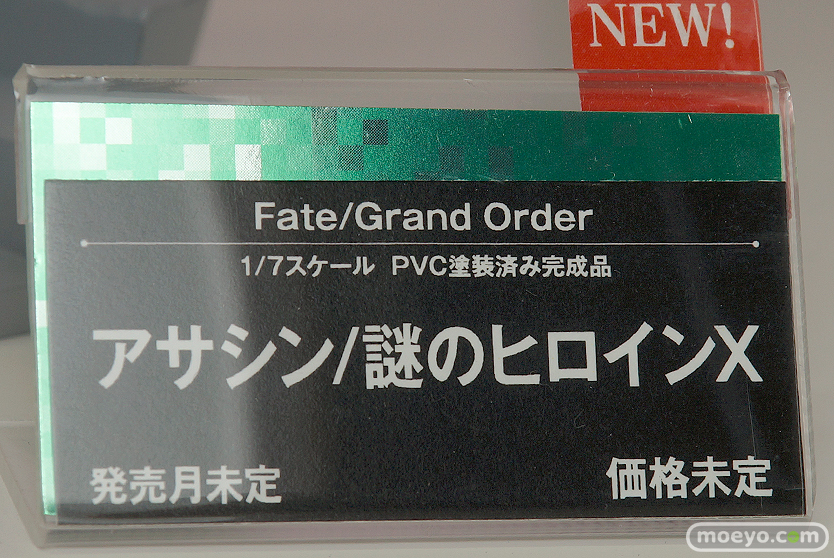 NEW!
Fate/Grand Order
1/7スケール PVC塗装済み完成品
アサシン/謎のヒロインX
発売月未定
価格未定
moeyo.com